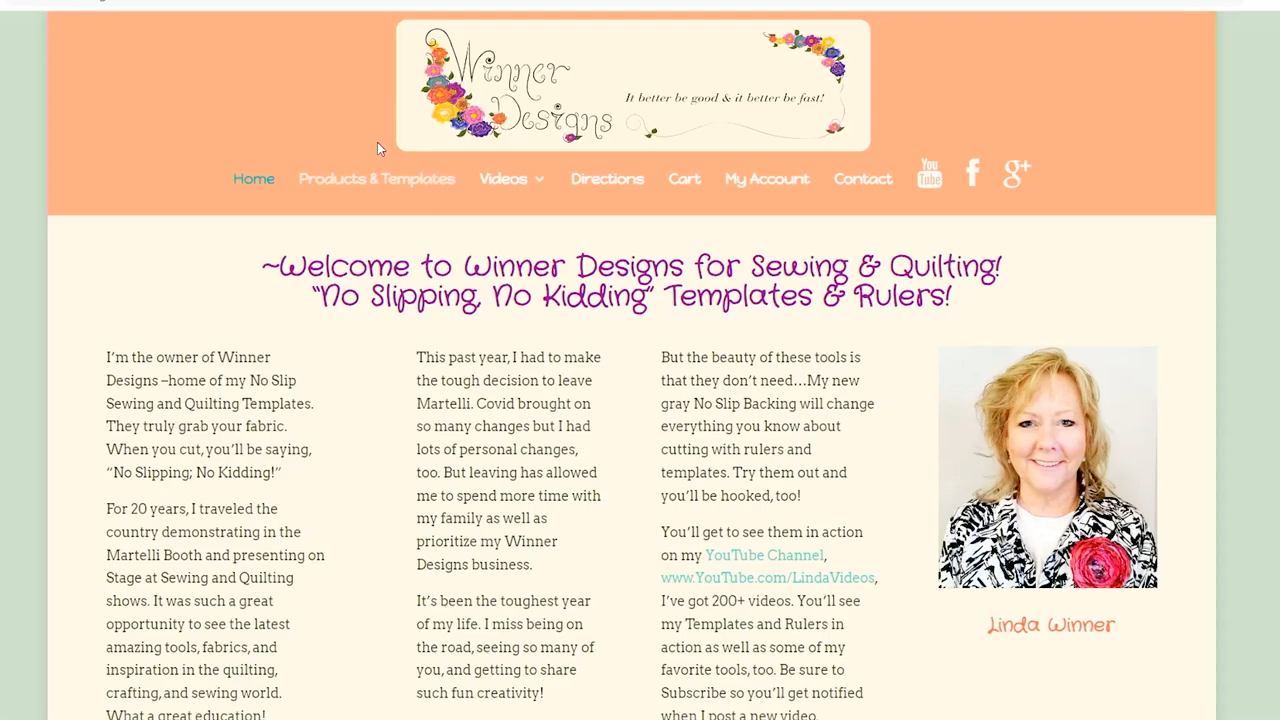 Winner
Designs
It better be good & it better be fast!
Home Products & Templates Videos Directions Cart My Account Contact You Tube f g+
~Welcome to Winner Designs for Sewing & Quilting!
"No Slipping, No Kidding" Templates & Rulers!
I'm the owner of Winner
Designs –home of my No Slip
Sewing and Quilting Templates.
They truly grab your fabric.
When you cut, you'll be saying,
“No Slipping; No Kidding!”
For 20 years, I traveled the
country demonstrating in the
Martelli Booth and presenting on
Stage at Sewing and Quilting
shows. It was such a great
opportunity to see the latest
amazing tools, fabrics, and
inspiration in the quilting,
crafting, and sewing world.
What a great education!
This past year, I had to make
the tough decision to leave
Martelli. Covid brought on
so many changes but I had
lots of personal changes,
too. But leaving has allowed
me to spend more time with
my family as well as
prioritize my Winner
Designs business.
It's been the toughest year
of my life. I miss being on
the road, seeing so many of
you, and getting to share
such fun creativity!
But the beauty of these tools is
that they don't need…My new
gray No Slip Backing will change
everything you know about
cutting with rulers and
templates. Try them out and
you'll be hooked, too!
You'll get to see them in action
on my YouTube Channel,
www.YouTube.com/LindaVideos,
I've got 200+ videos. You'll see
my Templates and Rulers in
action as well as some of my
favorite tools, too. Be sure to
Subscribe so you'll get notified
when I post a new video.
Linda Winner